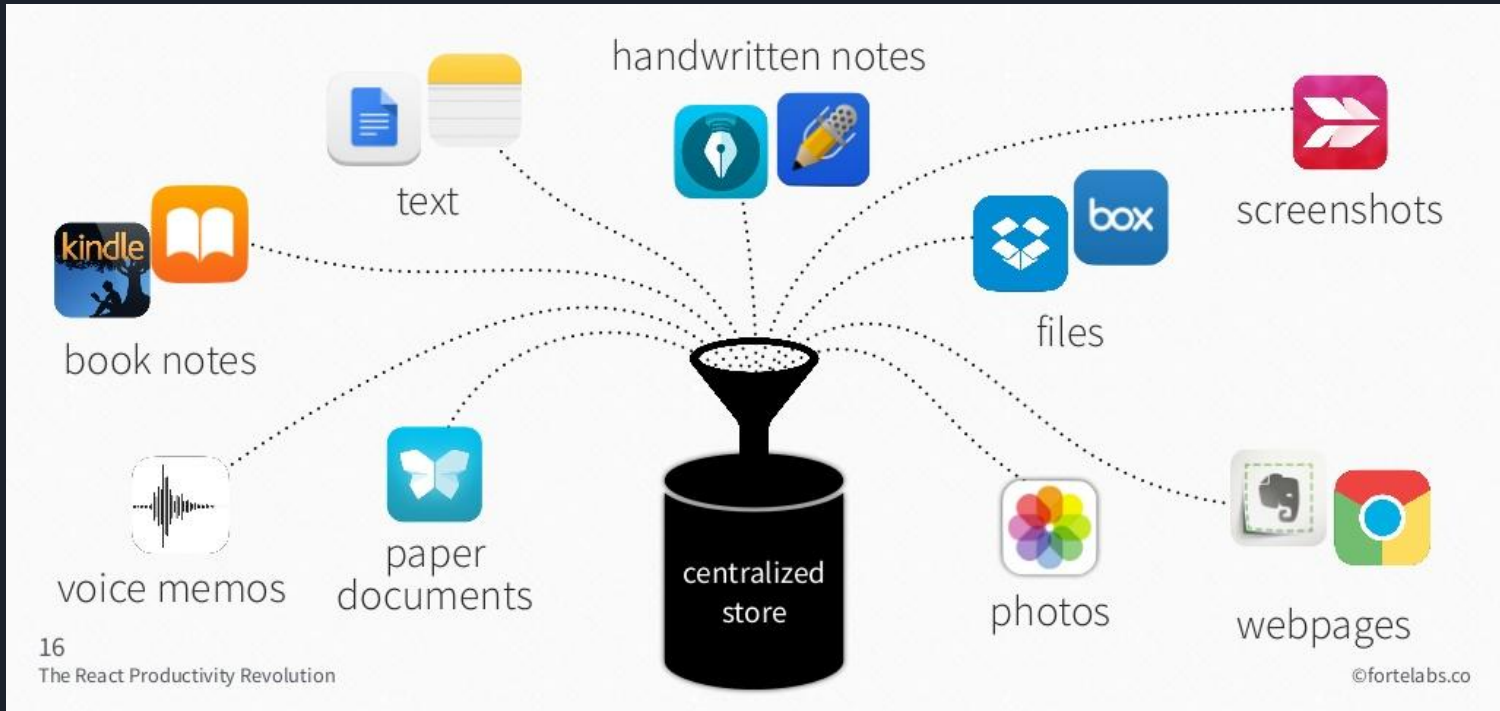 handwritten notes
text
screenshots
kindle
box
book notes
files
voice memos
paper
documents
centralized
store
photos
webpages
16
The React Productivity Revolution
©fortelabs.co